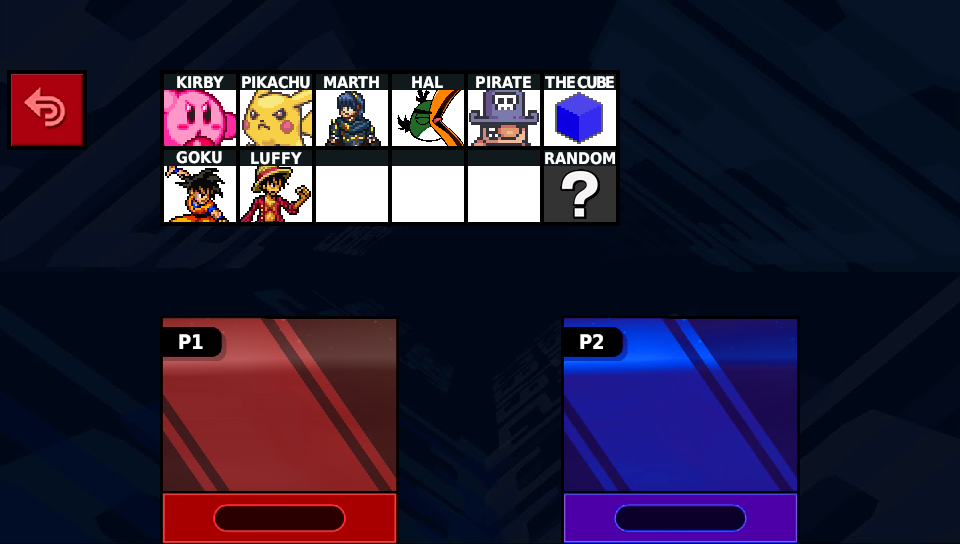 KIRBY PIKACHU MARTH HAL PIRATE THE CUBE
GOKU LUFFY RANDOM
?
P1 P2